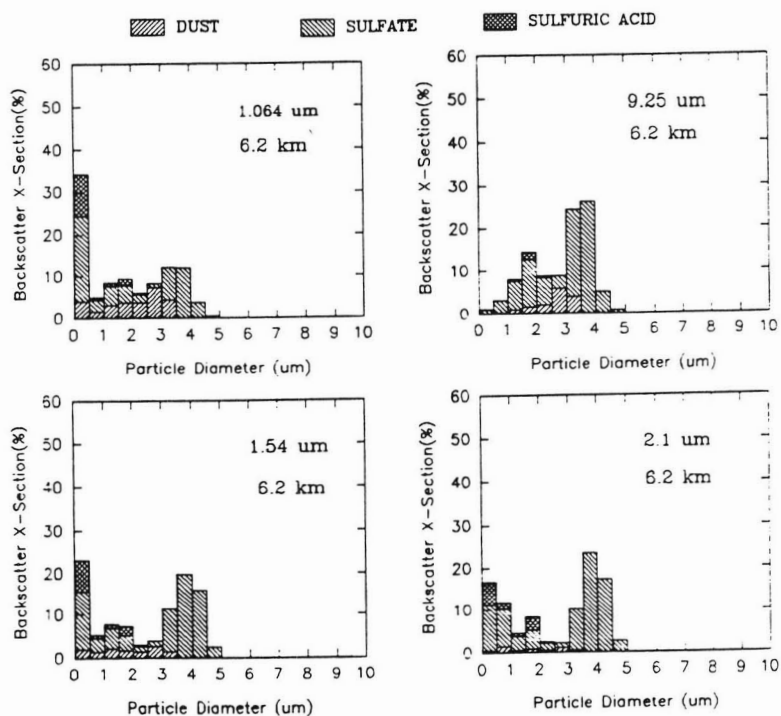 DUST SULFATE SULFURIC ACID
Backscatter X-Section(%)
60
50
40
30
20
10
0
1.064 um
6.2 km
0 1 2 3 4 5 6 7 8 9 10
Particle Diameter (um)
Backscatter X-Section(%)
60
50
40
30
20
10
0
9.25 um
6.2 km
0 1 2 3 4 5 6 7 8 9 10
Particle Diameter (um)
Backscatter X-Section(%)
60
50
40
30
20
10
0
1.54 um
6.2 km
0 1 2 3 4 5 6 7 8 9 10
Particle Diameter (um)
Backscatter X-Section(%)
60
50
40
30
20
10
0
2.1 um
6.2 km
0 1 2 3 4 5 6 7 8 9 10
Particle Diameter (um)